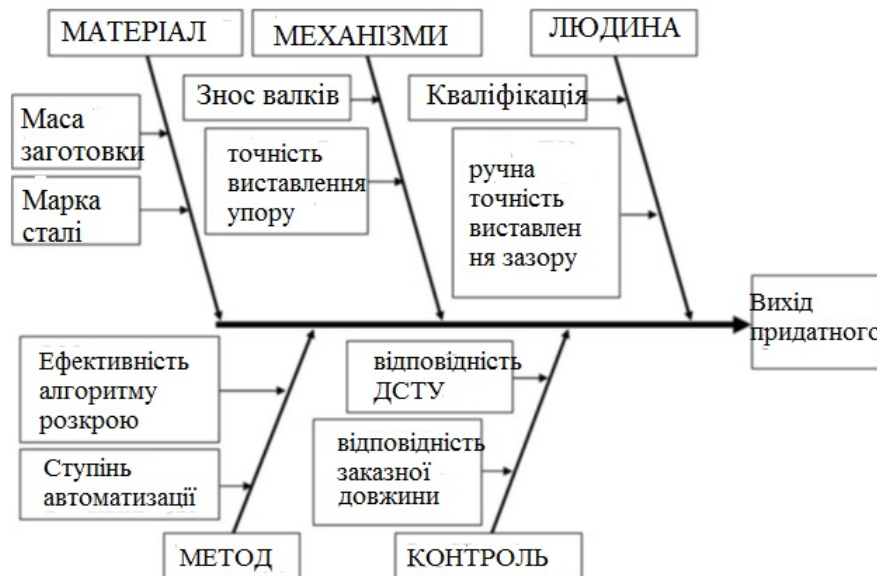 МАТЕРІАЛ
МЕХАНІЗМИ
ЛЮДИНА
Знос валків
Кваліфікація
Маса
заготовки
точність
виставлення
упору
ручна
точність
виставлен
ня зазору
Марка
сталі
Вихід
придатного
Ефективність
алгоритму
розкрою
відповідність
ДСТУ
Ступінь
автоматизації
відповідність
заказної
довжини
МЕТОД
КОНТРОЛЬ